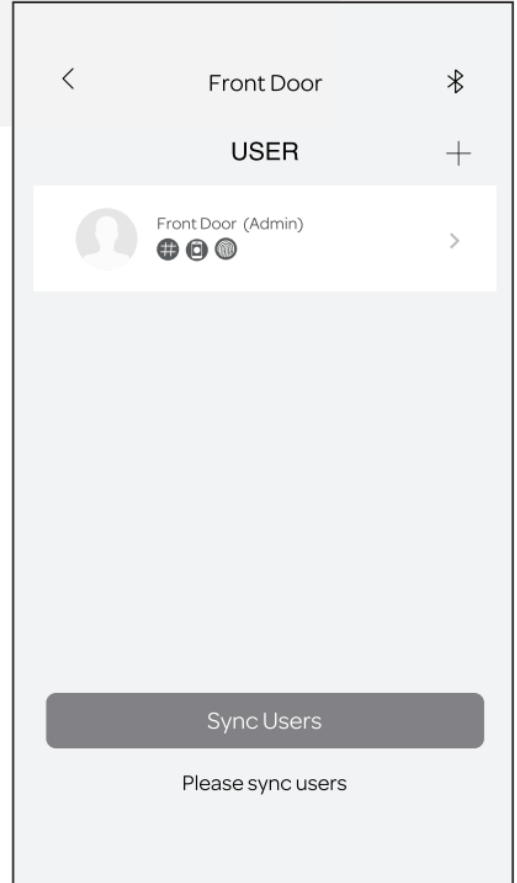 Front Door
USER
Front Door (Admin)
Sync Users
Please sync users